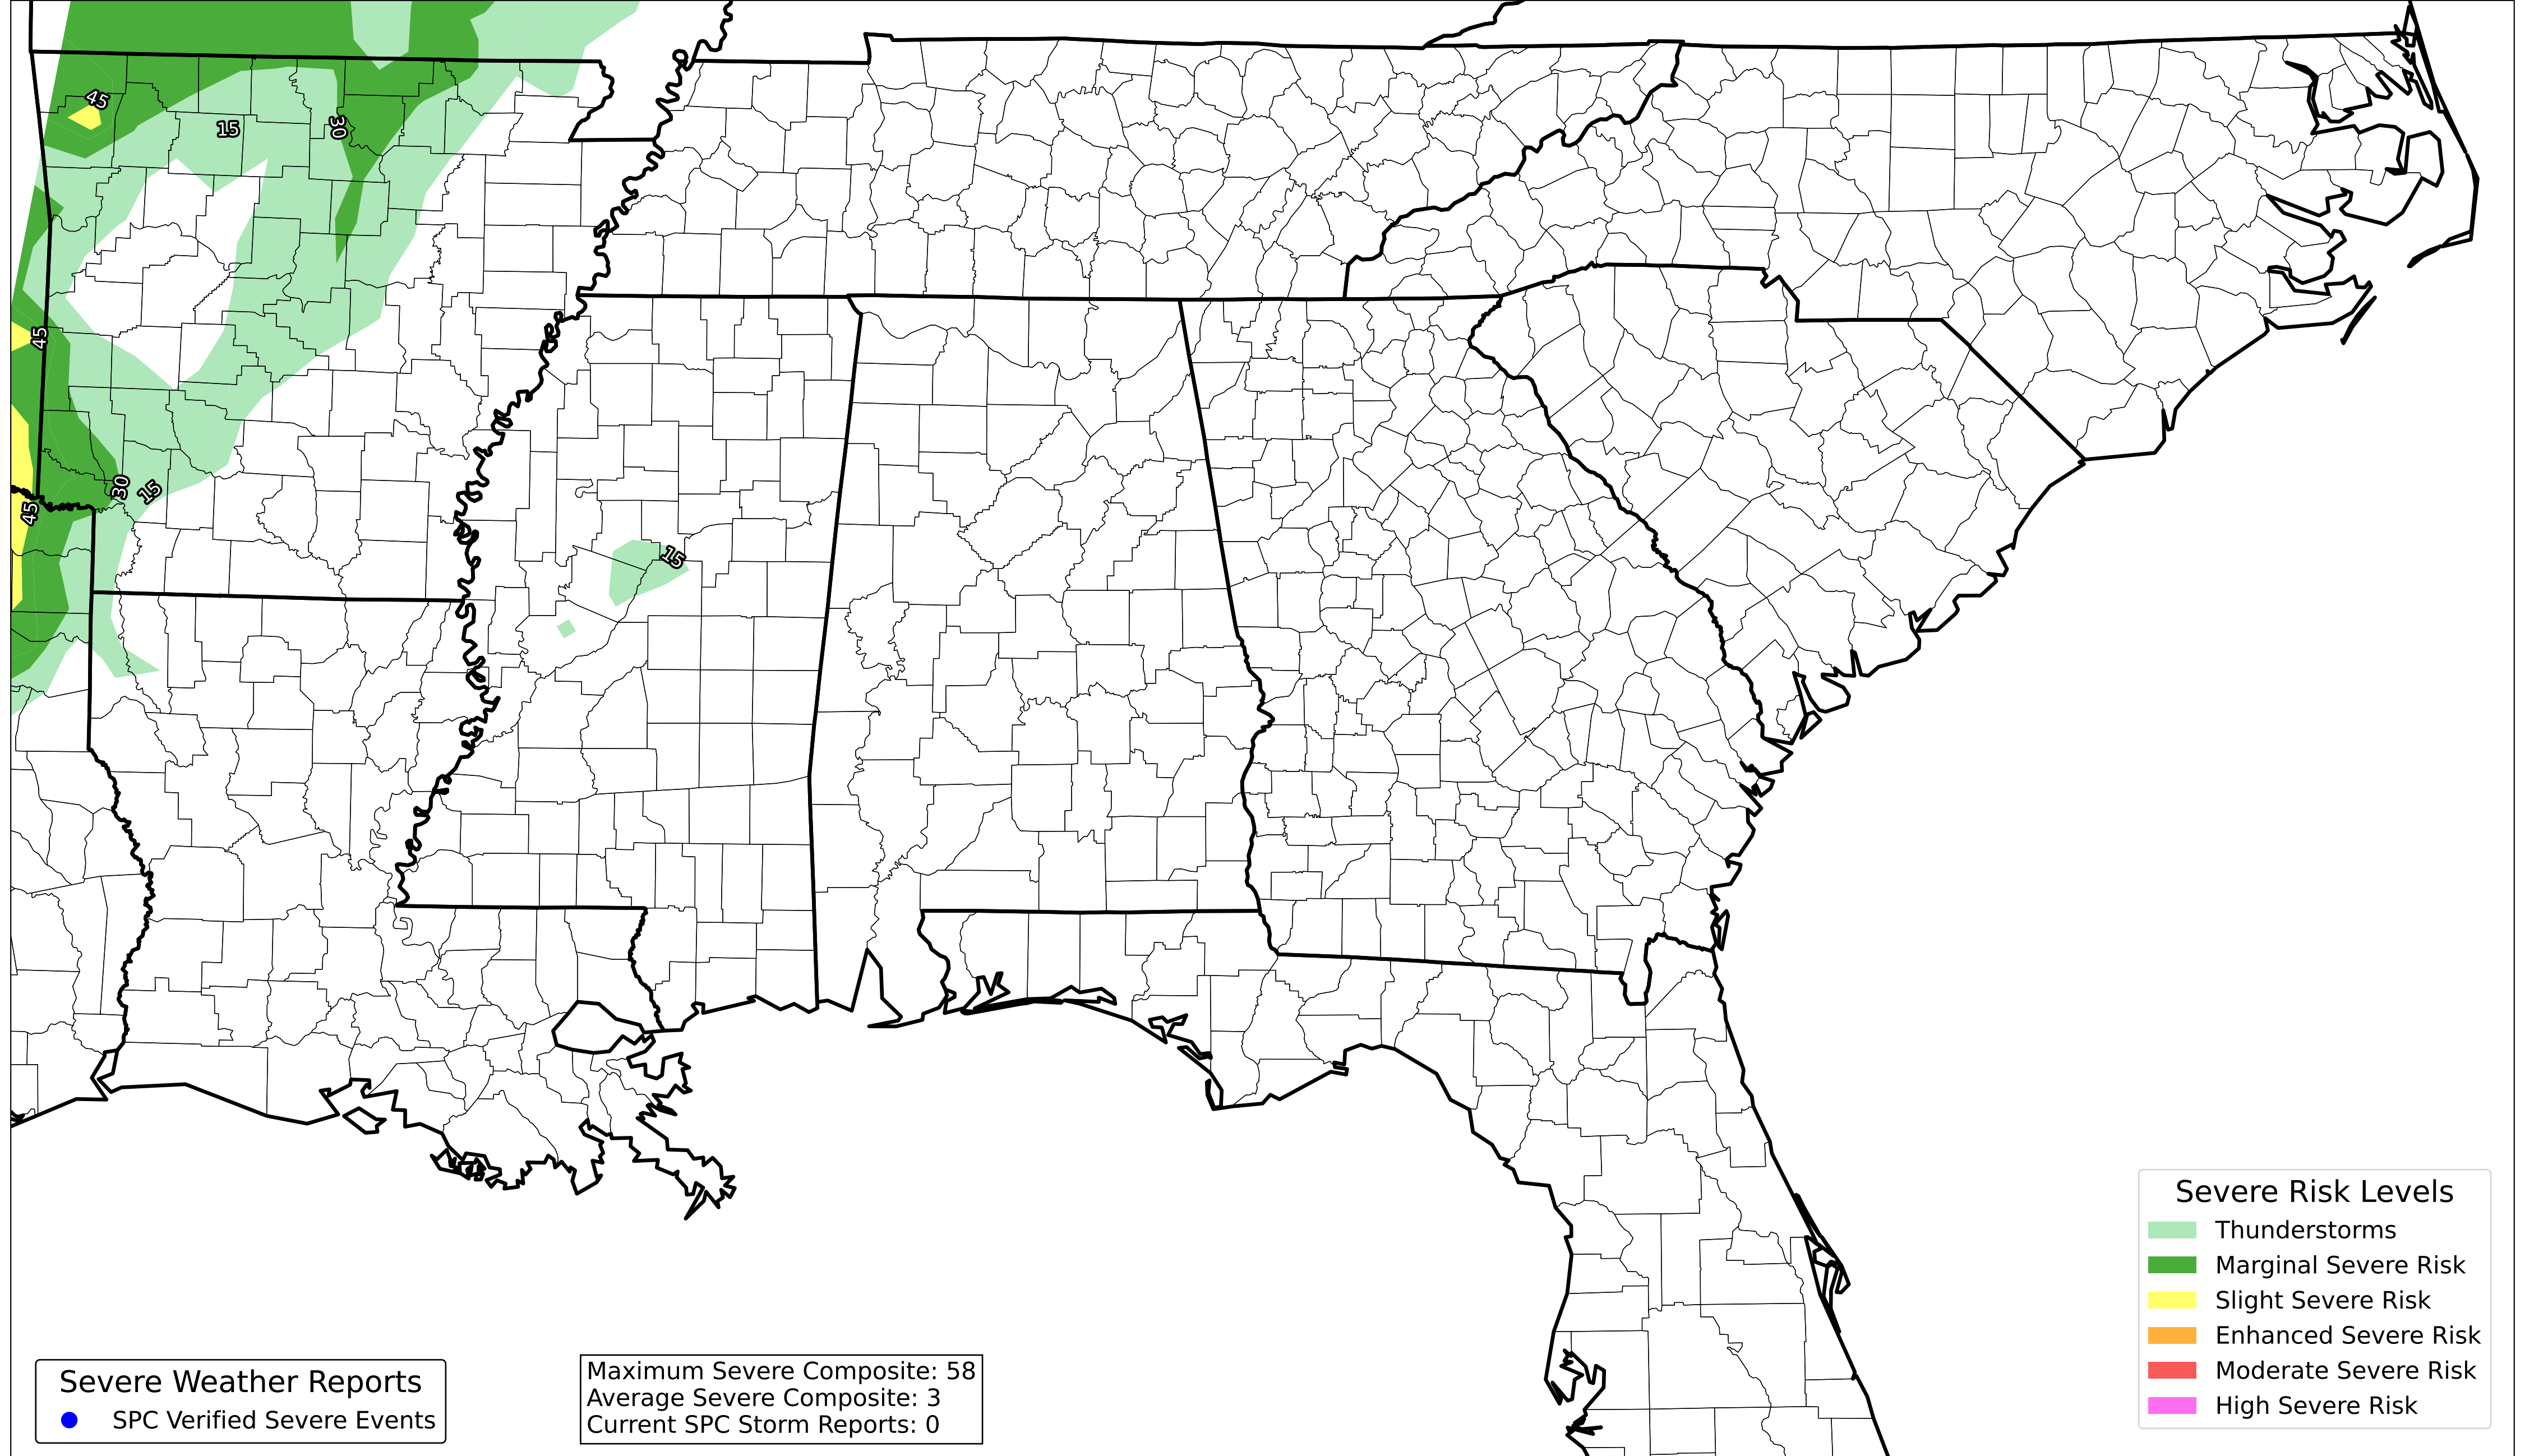 45
15
30
45
30
15
45
15
Severe Risk Levels
Thunderstorms
Marginal Severe Risk
Slight Severe Risk
Enhanced Severe Risk
Moderate Severe Risk
High Severe Risk
Severe Weather Reports
SPC Verified Severe Events
Maximum Severe Composite: 58
Average Severe Composite: 3
Current SPC Storm Reports: 0